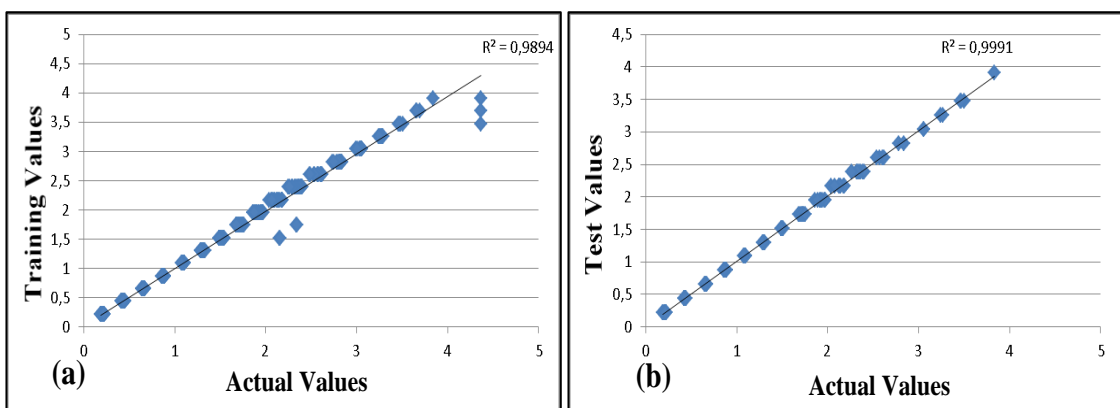 R² = 0,9894
Training Values
5
4,5
4
3,5
3
2,5
2
1,5
1
0,5
0
0 1 2 3 4 5
(a)
Actual Values
R² = 0,9991
Test Values
4,5
4
3,5
3
2,5
2
1,5
1
0,5
0
0 1 2 3 4 5
(b)
Actual Values